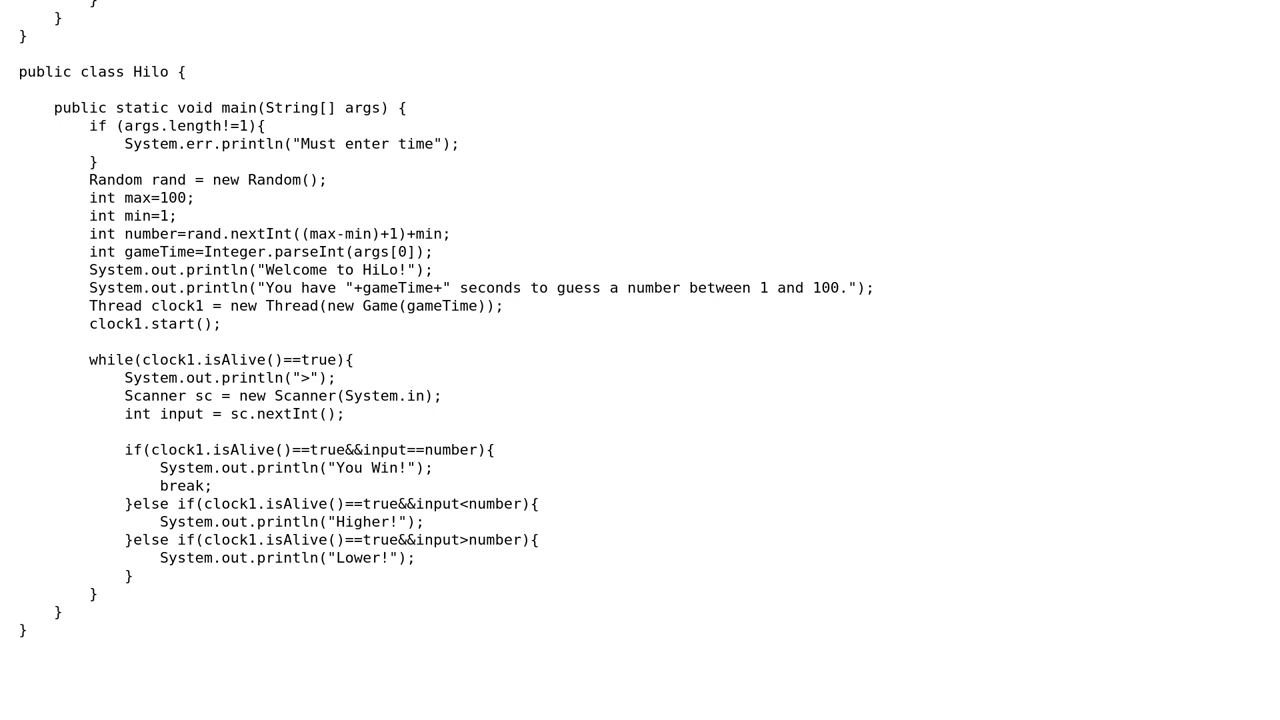 }
    }
}

public class Hilo {

    public static void main(String[] args) {
        if (args.length!=1){
            System.err.println("Must enter time");
        }
        Random rand = new Random();
        int max=100;
        int min=1;
        int number=rand.nextInt((max-min)+1)+min;
        int gameTime=Integer.parseInt(args[0]);
        System.out.println("Welcome to HiLo!");
        System.out.println("You have "+gameTime+" seconds to guess a number between 1 and 100.");
        Thread clock1 = new Thread(new Game(gameTime));
        clock1.start();

        while(clock1.isAlive()==true){
            System.out.println(">");
            Scanner sc = new Scanner(System.in);
            int input = sc.nextInt();

            if(clock1.isAlive()==true&&input==number){
                System.out.println("You Win!");
                break;
            }else if(clock1.isAlive()==true&&input<number){
                System.out.println("Higher!");
            }else if(clock1.isAlive()==true&&input>number){
                System.out.println("Lower!");
            }
        }
    }
}